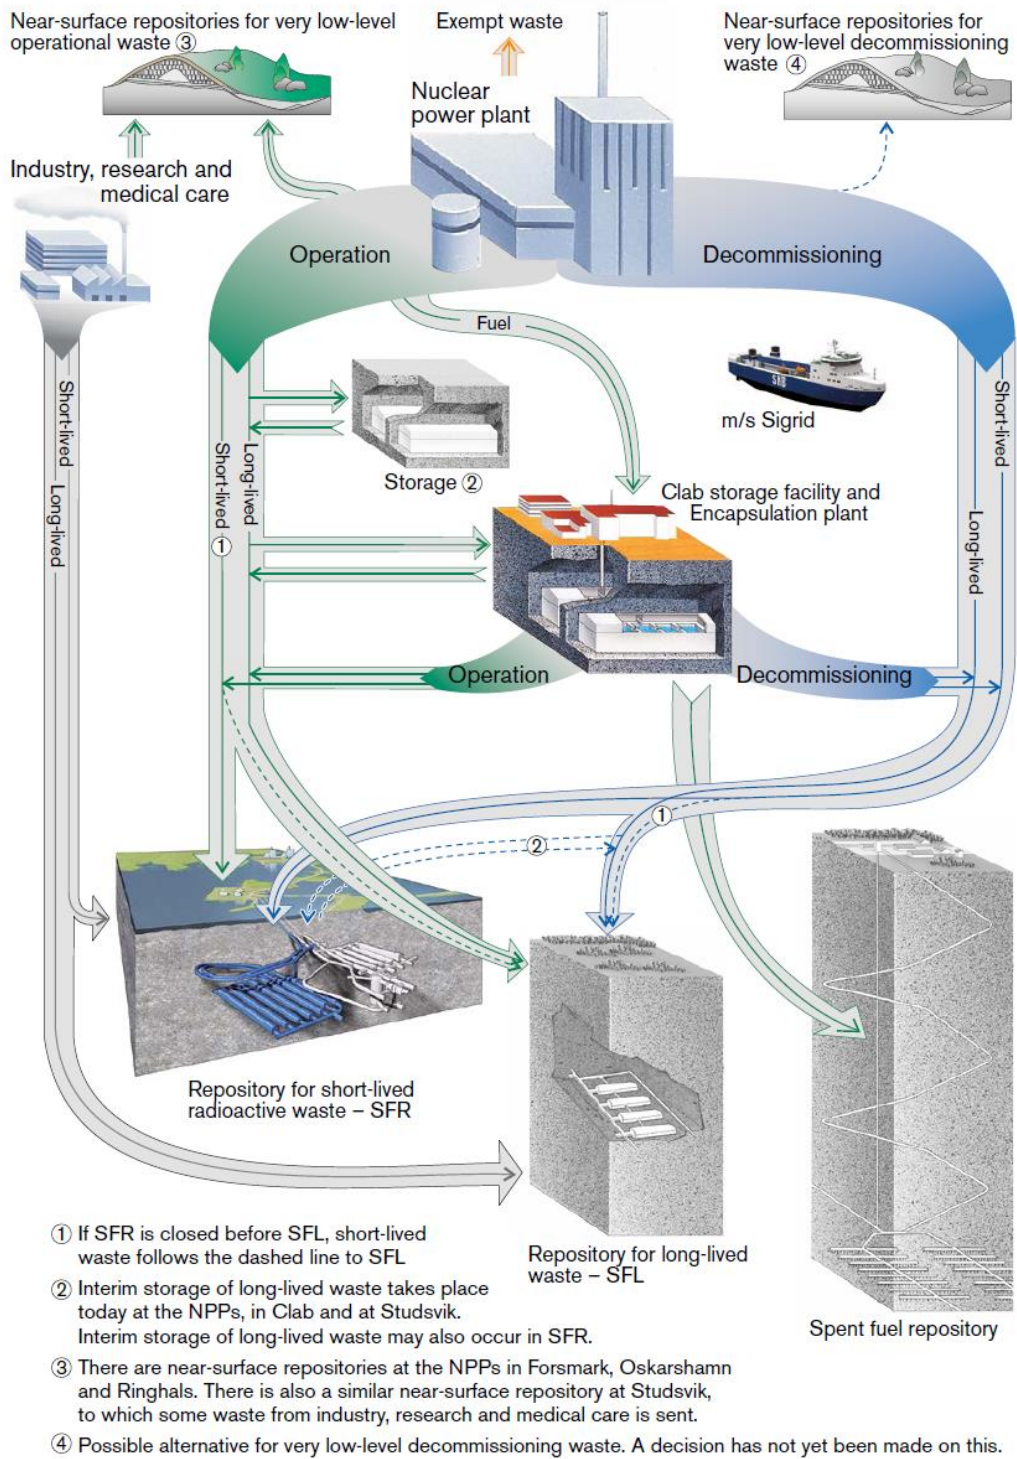 Near-surface repositories for very low-level
operational waste ③
Exempt waste
Near-surface repositories for
very low-level decommissioning
waste ④
Nuclear
power plant
Industry, research and
medical care
Operation
Decommissioning
Fuel
SKB
m/s Sigrid
Short-lived
Long-lived
Short-lived
Long-lived
①
Short-lived
Long-lived
Storage ②
Clab storage facility and
Encapsulation plant
Operation
Decommissioning
①
②
Repository for short-lived
radioactive waste – SFR
Repository for long-lived
waste – SFL
Spent fuel repository
① If SFR is closed before SFL, short-lived
waste follows the dashed line to SFL
② Interim storage of long-lived waste takes place
today at the NPPs, in Clab and at Studsvik.
Interim storage of long-lived waste may also occur in SFR.
③ There are near-surface repositories at the NPPs in Forsmark, Oskarshamn
and Ringhals. There is also a similar near-surface repository at Studsvik,
to which some waste from industry, research and medical care is sent.
④ Possible alternative for very low-level decommissioning waste. A decision has not yet been made on this.